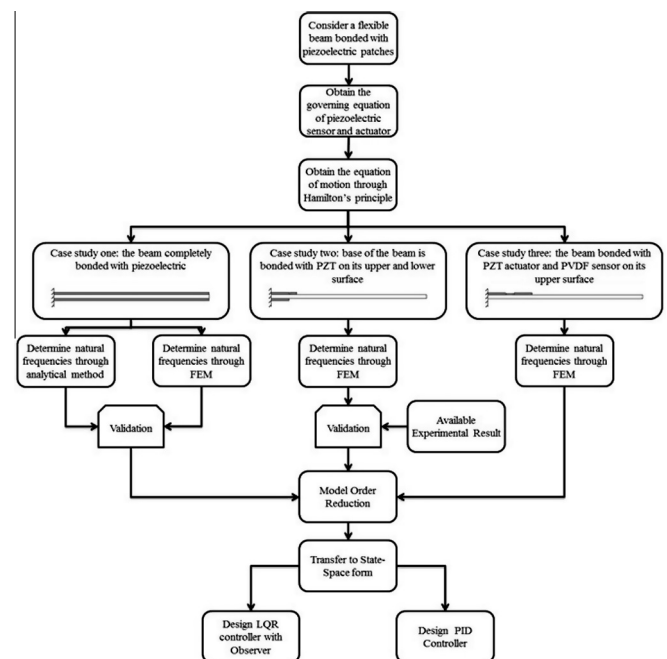 Consider a flexible
beam bonded with
piezoelectric patches
Obtain the
governing equation
of piezoelectric
sensor and actuator
Obtain the equation
of motion through
Hamilton's principle
Case study one: the beam completely
bonded with piezoelectric
Case study two: base of the beam is
bonded with PZT on its upper and lower
surface
Case study three: the beam bonded with
PZT actuator and PVDF sensor on its
upper surface
Determine natural
frequencies through
analytical method
Determine natural
frequencies through
FEM
Determine natural
frequencies through
FEM
Determine natural
frequencies through
FEM
Validation
Validation
Available
Experimental Result
Model Order
Reduction
Transfer to State-
Space form
Design LQR
controller with
Observer
Design PID
Controller